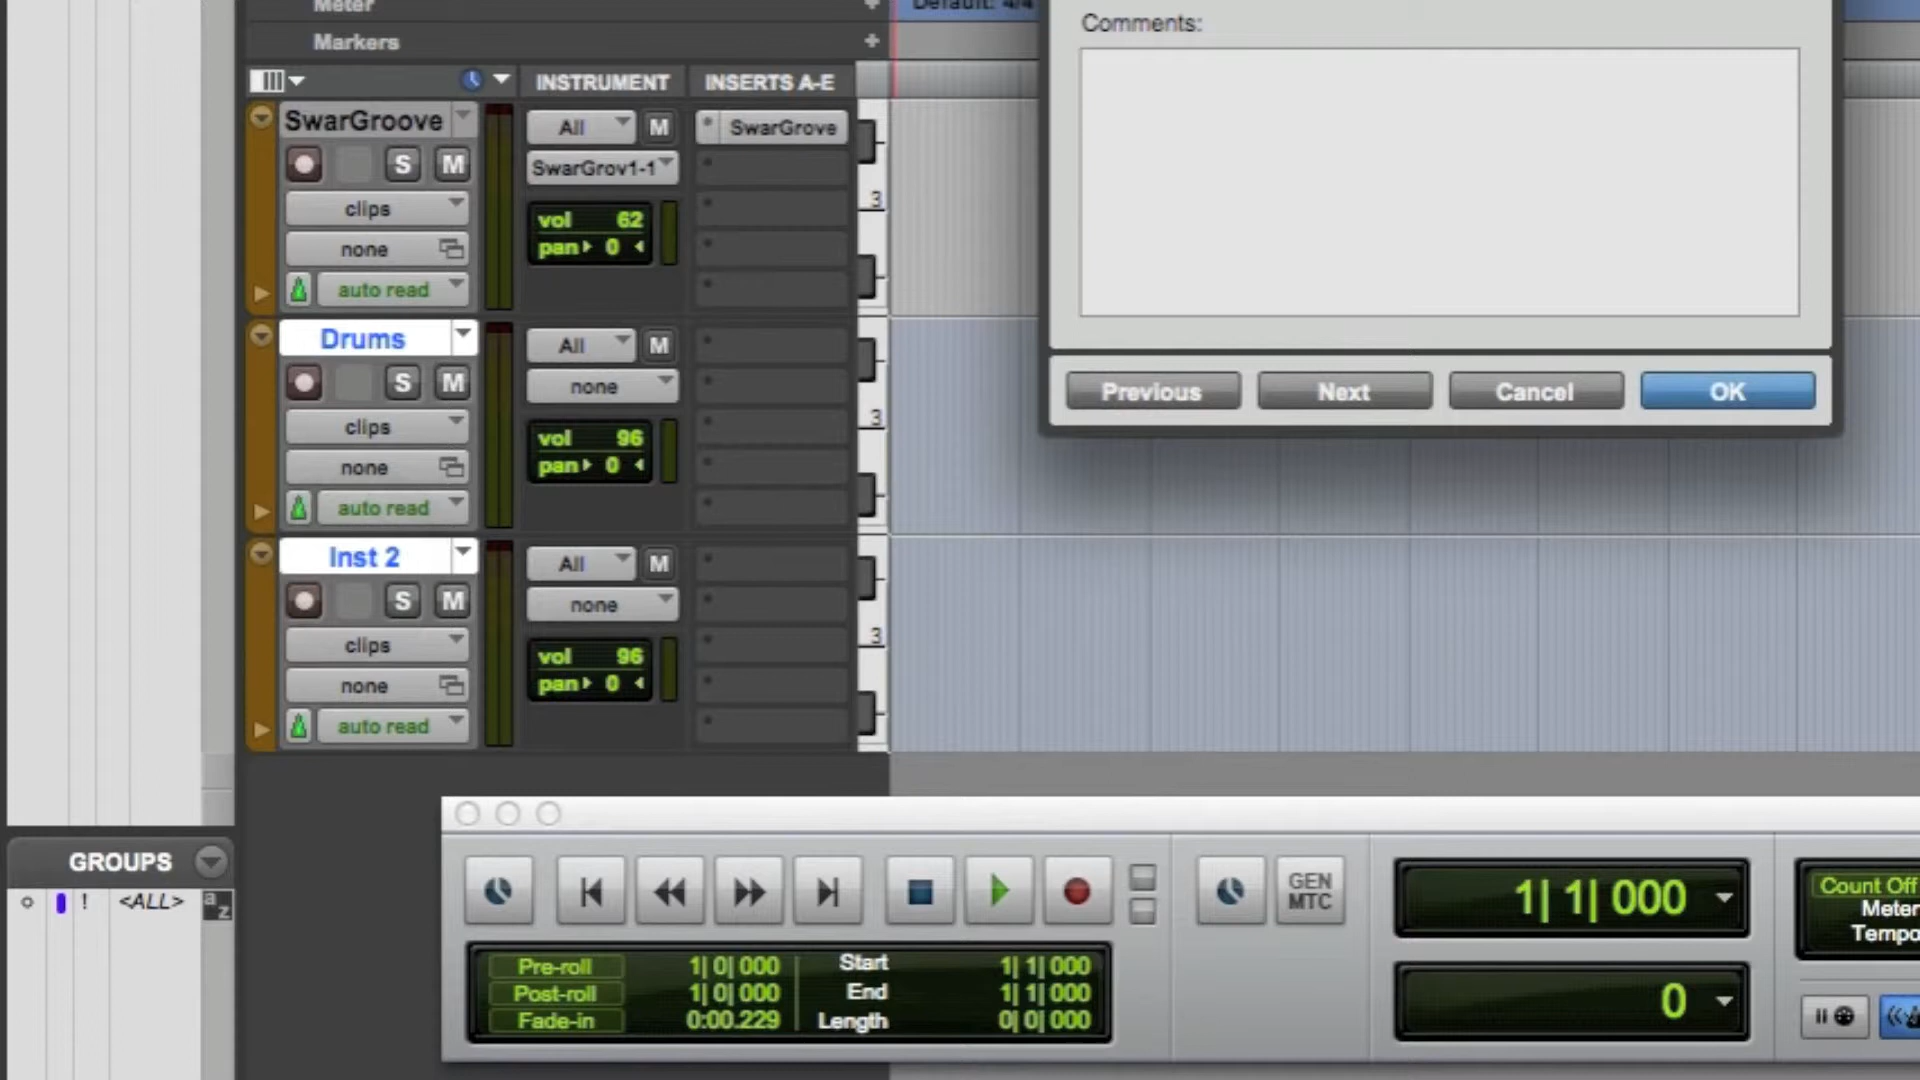 Meter
Default: 4/4
Markers
Comments:
INSTRUMENT
INSERTS A-E
SwarGroove
All
M
SwarGrove
S
M
SwarGrov1-1
clips
vol 62
none
pan 0
auto read
3
Drums
All
M
S
M
none
clips
vol 96
none
pan 0
auto read
3
Previous
Next
Cancel
OK
Inst 2
All
M
S
M
none
clips
vol 96
none
pan 0
auto read
3
GROUPS
! <ALL>
a z
GEN
MTC
1| 1| 000
Count Off
Meter
Tempo
Pre-roll 1| 0| 000
Post-roll 1| 0| 000
Fade-in 0:00.229
Start 1| 1| 000
End 1| 1| 000
Length 0| 0| 000
0